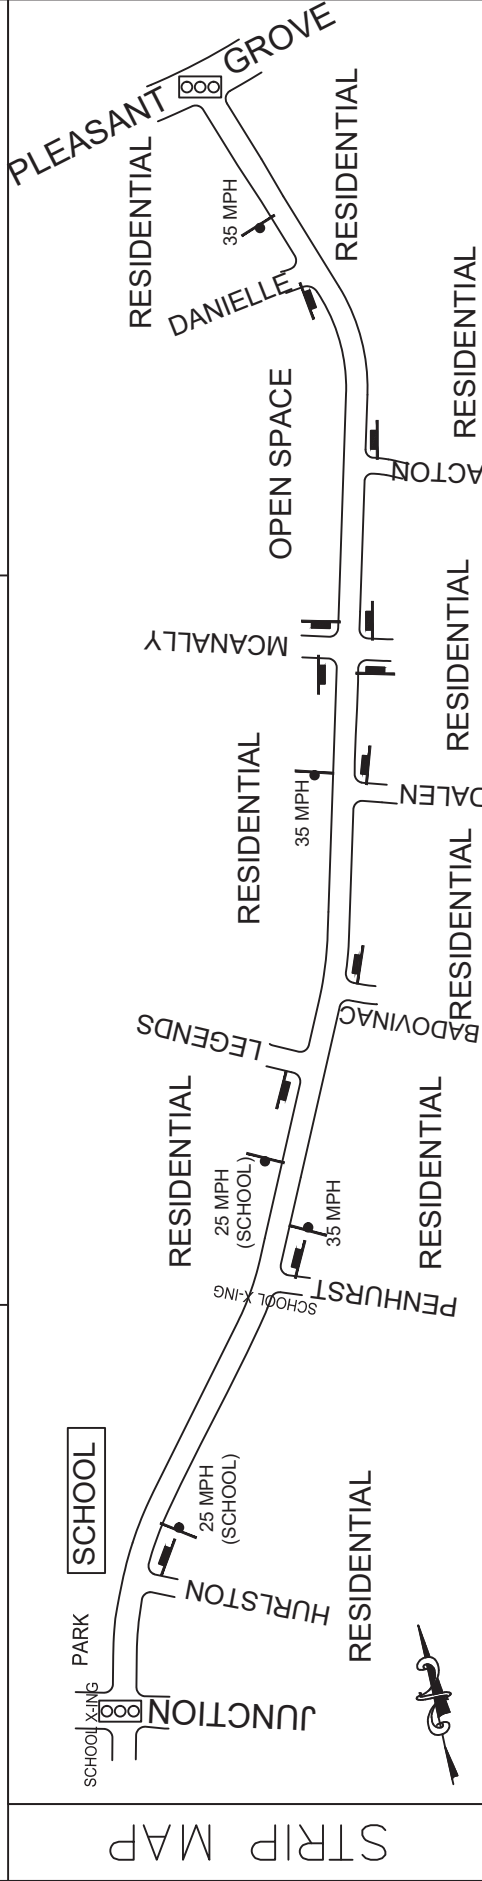 STRIP MAP
SCHOOL X-ING
JUNCTION
PARK
SCHOOL
HURLSTON
25 MPH
(SCHOOL)
RESIDENTIAL
SCHOOL X-ING
PENHURST
35 MPH
25 MPH
(SCHOOL)
RESIDENTIAL
RESIDENTIAL
LEGENDS
BADOVINAC
RESIDENTIAL
RESIDENTIAL
DALEN
35 MPH
MCANALLY
RESIDENTIAL
OPEN SPACE
ACTON
RESIDENTIAL
DANIELLE
35 MPH
RESIDENTIAL
RESIDENTIAL
PLEASANT GROVE